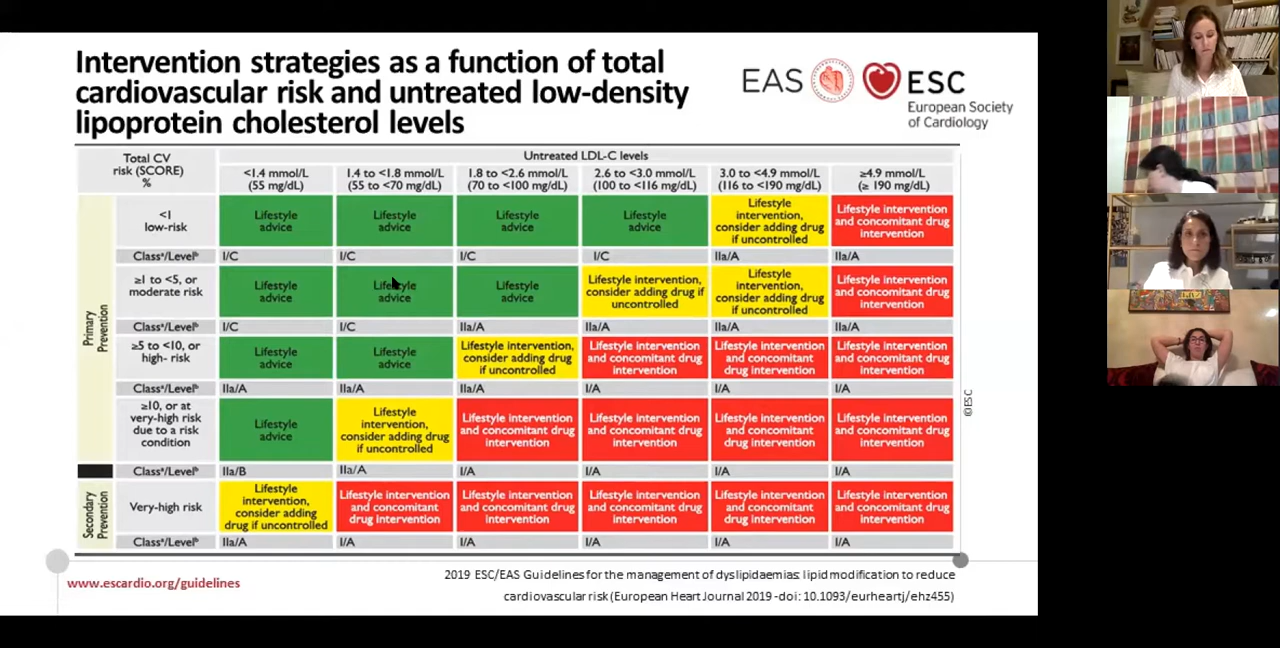 Intervention strategies as a function of total
cardiovascular risk and untreated low-density
lipoprotein cholesterol levels
EAS
ESC
European Society
of Cardiology
Total CV
risk (SCORE)
%
Untreated LDL-C levels
<1.4 mmol/L
(55 mg/dL)
1.4 to <1.8 mmol/L
(55 to <70 mg/dL)
1.8 to <2.6 mmol/L
(70 to <100 mg/dL)
2.6 to <3.0 mmol/L
(100 to <116 mg/dL)
3.0 to <4.9 mmol/L
(116 to <190 mg/dL)
≥4.9 mmol/L
(≥ 190 mg/dL)
Primary
Prevention
<1
low-risk
Lifestyle
advice
Lifestyle
advice
Lifestyle
advice
Lifestyle
advice
Lifestyle
intervention,
consider adding drug
if uncontrolled
Lifestyle intervention
and concomitant drug
intervention
Classᵃ/Levelᵇ
I/C
I/C
I/C
I/C
IIa/A
IIa/A
≥1 to <5, or
moderate risk
Lifestyle
advice
Lifestyle
advice
Lifestyle
advice
Lifestyle intervention,
consider adding drug if
uncontrolled
Lifestyle
intervention,
consider adding drug
if uncontrolled
Lifestyle intervention
and concomitant drug
intervention
Classᵃ/Levelᵇ
I/C
I/C
IIa/A
IIa/A
IIa/A
IIa/A
≥5 to <10, or
high- risk
Lifestyle
advice
Lifestyle
advice
Lifestyle intervention,
consider adding drug
if uncontrolled
Lifestyle intervention
and concomitant drug
intervention
Lifestyle intervention
and concomitant
drug intervention
Lifestyle intervention
and concomitant drug
intervention
Classᵃ/Levelᵇ
IIa/A
IIa/A
IIa/A
I/A
I/A
I/A
≥10, or at
very-high risk
due to a risk
condition
Lifestyle
advice
Lifestyle
intervention,
consider adding drug
if uncontrolled
Lifestyle intervention
and concomitant drug
intervention
Lifestyle intervention
and concomitant drug
intervention
Lifestyle intervention
and concomitant
drug intervention
Lifestyle intervention
and concomitant drug
intervention
Classᵃ/Levelᵇ
IIa/B
IIa/A
I/A
I/A
I/A
I/A
Secondary
Prevention
Very-high risk
Lifestyle
intervention,
consider adding
drug if uncontrolled
Lifestyle intervention
and concomitant
drug intervention
Lifestyle intervention
and concomitant drug
intervention
Lifestyle intervention
and concomitant drug
intervention
Lifestyle intervention
and concomitant
drug intervention
Lifestyle intervention
and concomitant drug
intervention
Classᵃ/Levelᵇ
IIa/A
I/A
I/A
I/A
I/A
I/A
©ESC
www.escardio.org/guidelines
2019 ESC/EAS Guidelines for the management of dyslipidaemias: lipid modification to reduce
cardiovascular risk (European Heart Journal 2019 -doi: 10.1093/eurheartj/ehz455)